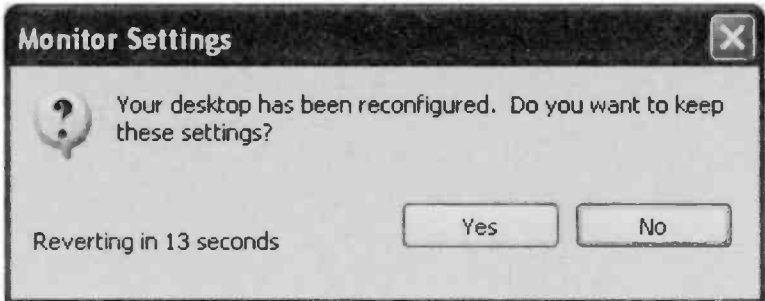 Monitor Settings
Your desktop has been reconfigured. Do you want to keep
these settings?
Reverting in 13 seconds
Yes
No